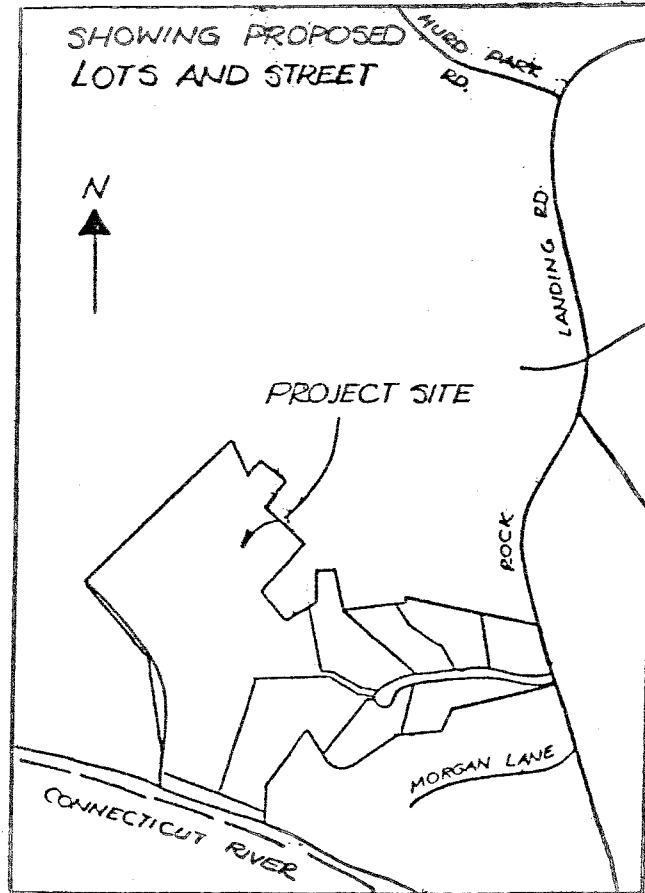 SHOWING PROPOSED
LOTS AND STREET
HURD PARK
RD.
N
LANDING RD.
PROJECT SITE
ROCK
MORGAN LANE
CONNECTICUT RIVER